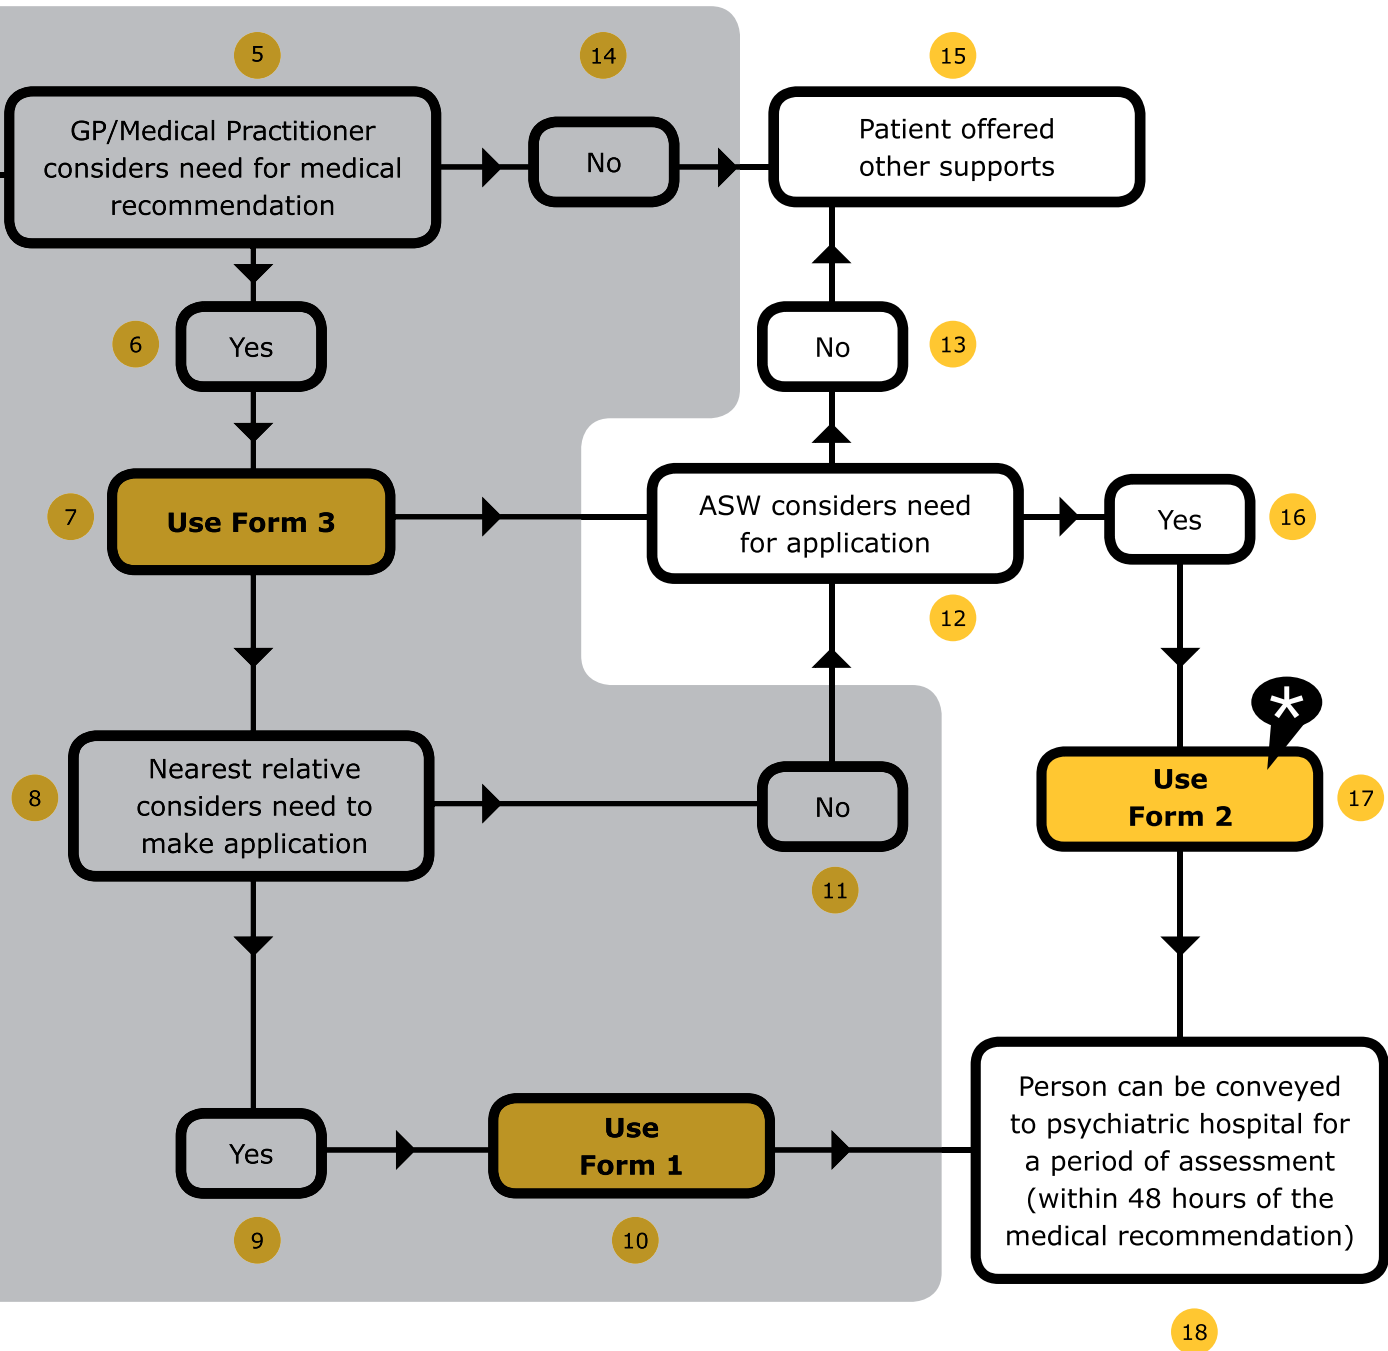 5
14
15
GP/Medical Practitioner
considers need for medical
recommendation
No
Patient offered
other supports
6
Yes
No
13
7
Use Form 3
ASW considers need
for application
Yes
16
12
8
Nearest relative
considers need to
make application
No
11
*
Use
Form 2
17
Yes
9
Use
Form 1
10
Person can be conveyed
to psychiatric hospital for
a period of assessment
(within 48 hours of the
medical recommendation)
18